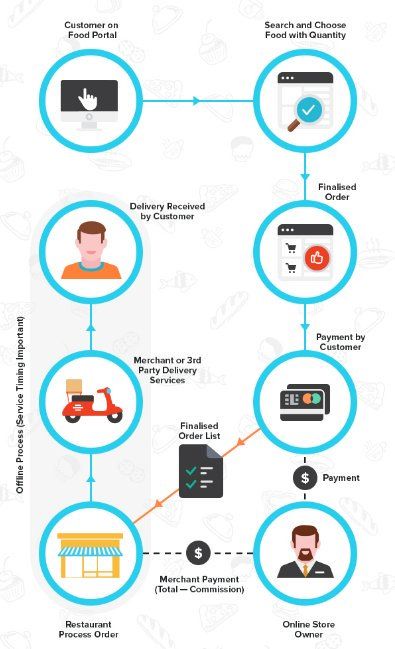 Customer on
Food Portal
Search and Choose
Food with Quantity
Finalised
Order
Delivery Received
by Customer
Payment by
Customer
Merchant or 3rd
Party Delivery
Services
Offline Process (Service Timing Important)
Finalised
Order List
$ Payment
$
Merchant Payment
(Total — Commission)
Restaurant
Process Order
Online Store
Owner